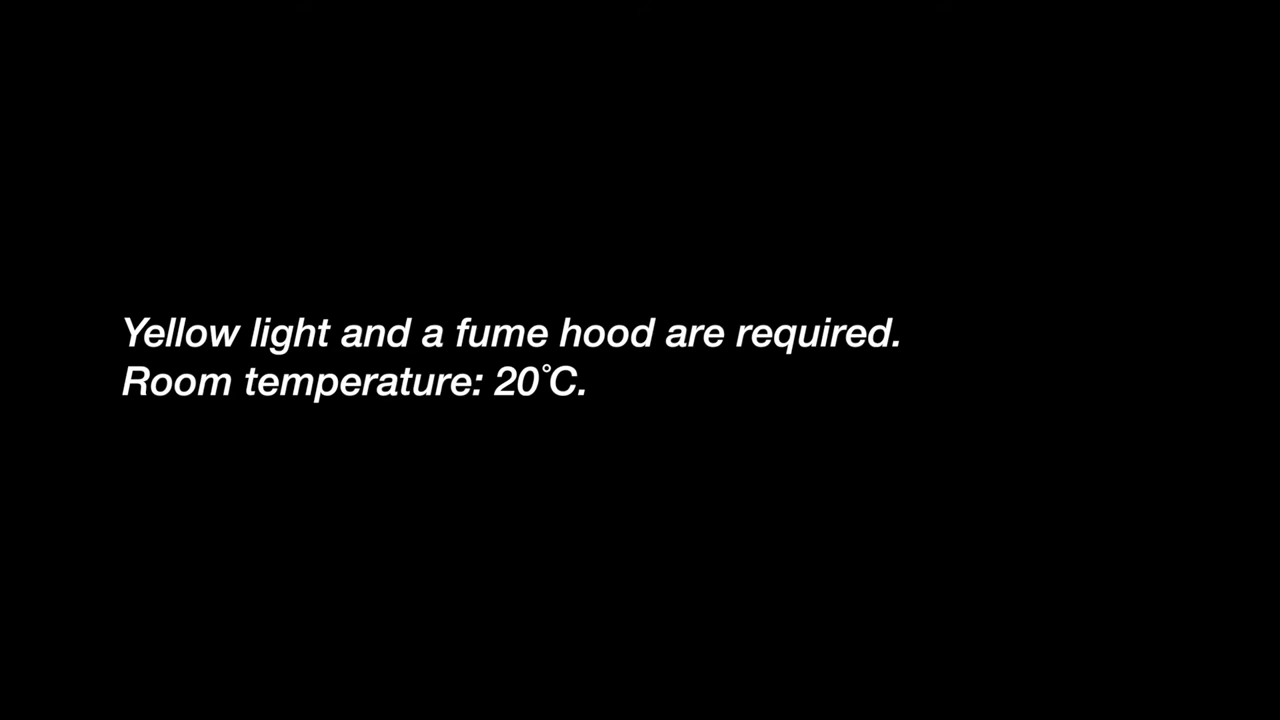 Yellow light and a fume hood are required.
Room temperature: 20˚C.